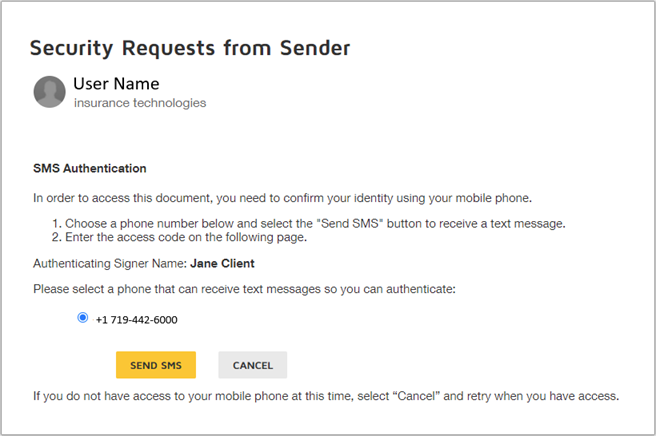 Security Requests from Sender
User Name
insurance technologies
SMS Authentication
In order to access this document, you need to confirm your identity using your mobile phone.
1. Choose a phone number below and select the "Send SMS" button to receive a text message.
2. Enter the access code on the following page.
Authenticating Signer Name: Jane Client
Please select a phone that can receive text messages so you can authenticate:
+1 719-442-6000
SEND SMS CANCEL
If you do not have access to your mobile phone at this time, select “Cancel” and retry when you have access.